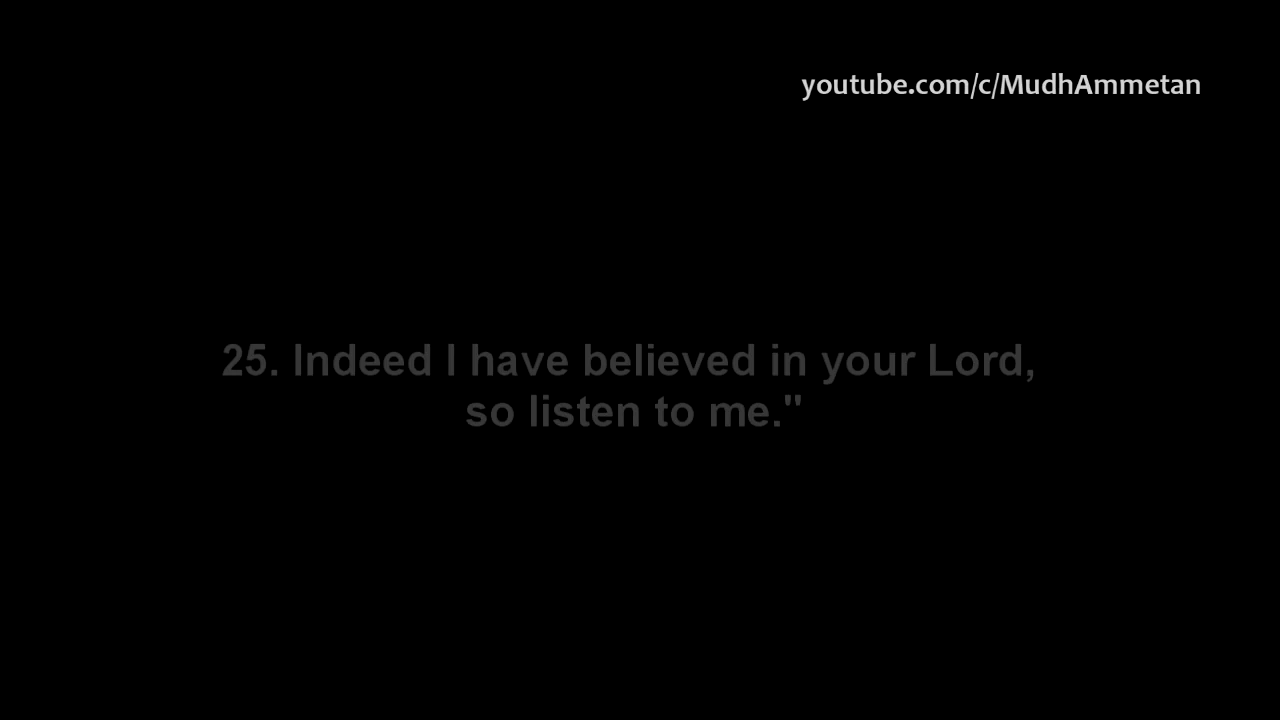 youtube.com/c/MudhAmmetan
25. Indeed I have believed in your Lord,
so listen to me."